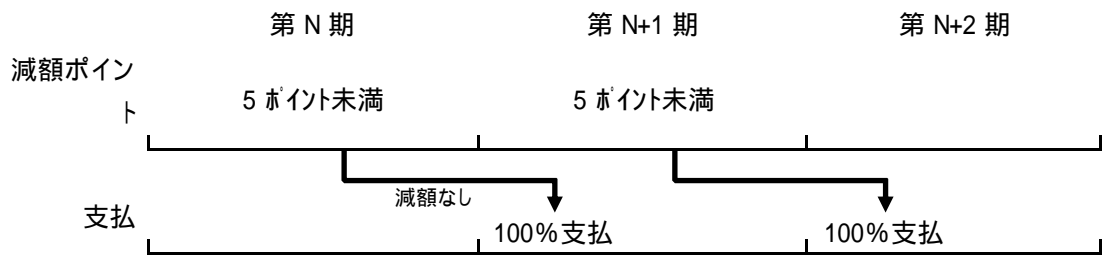 第 N 期 第 N+1 期 第 N+2 期
減額ポイン
ト
5 ﾎﾟｲﾝﾄ未満 5 ﾎﾟｲﾝﾄ未満
減額なし
支払
100%支払 100%支払